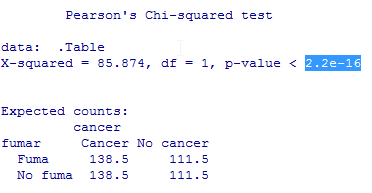 Pearson's Chi-squared test
data:  .Table
X-squared = 85.874, df = 1, p-value < 2.2e-16
Expected counts:
cancer
fumar     Cancer No cancer
Fuma     138.5     111.5
No fuma  138.5     111.5